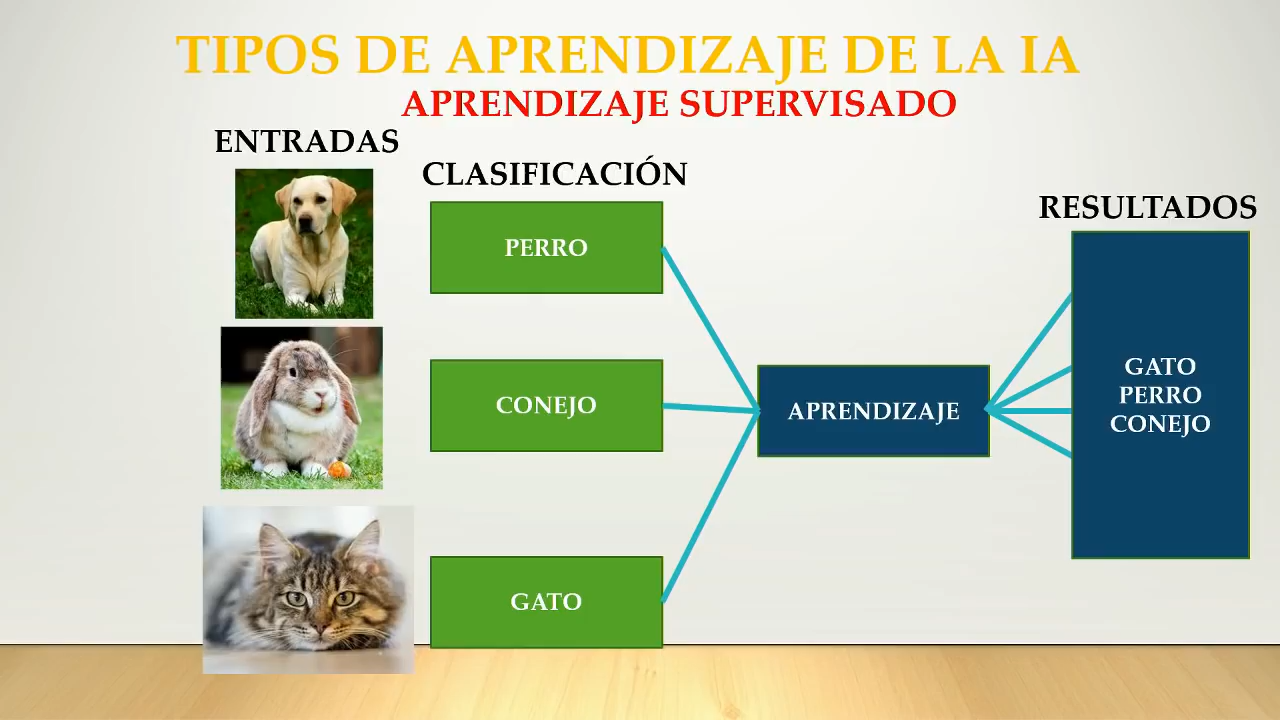 TIPOS DE APRENDIZAJE DE LA IA
APRENDIZAJE SUPERVISADO
ENTRADAS
CLASIFICACIÓN
RESULTADOS
PERRO
CONEJO
GATO
APRENDIZAJE
GATO
PERRO
CONEJO